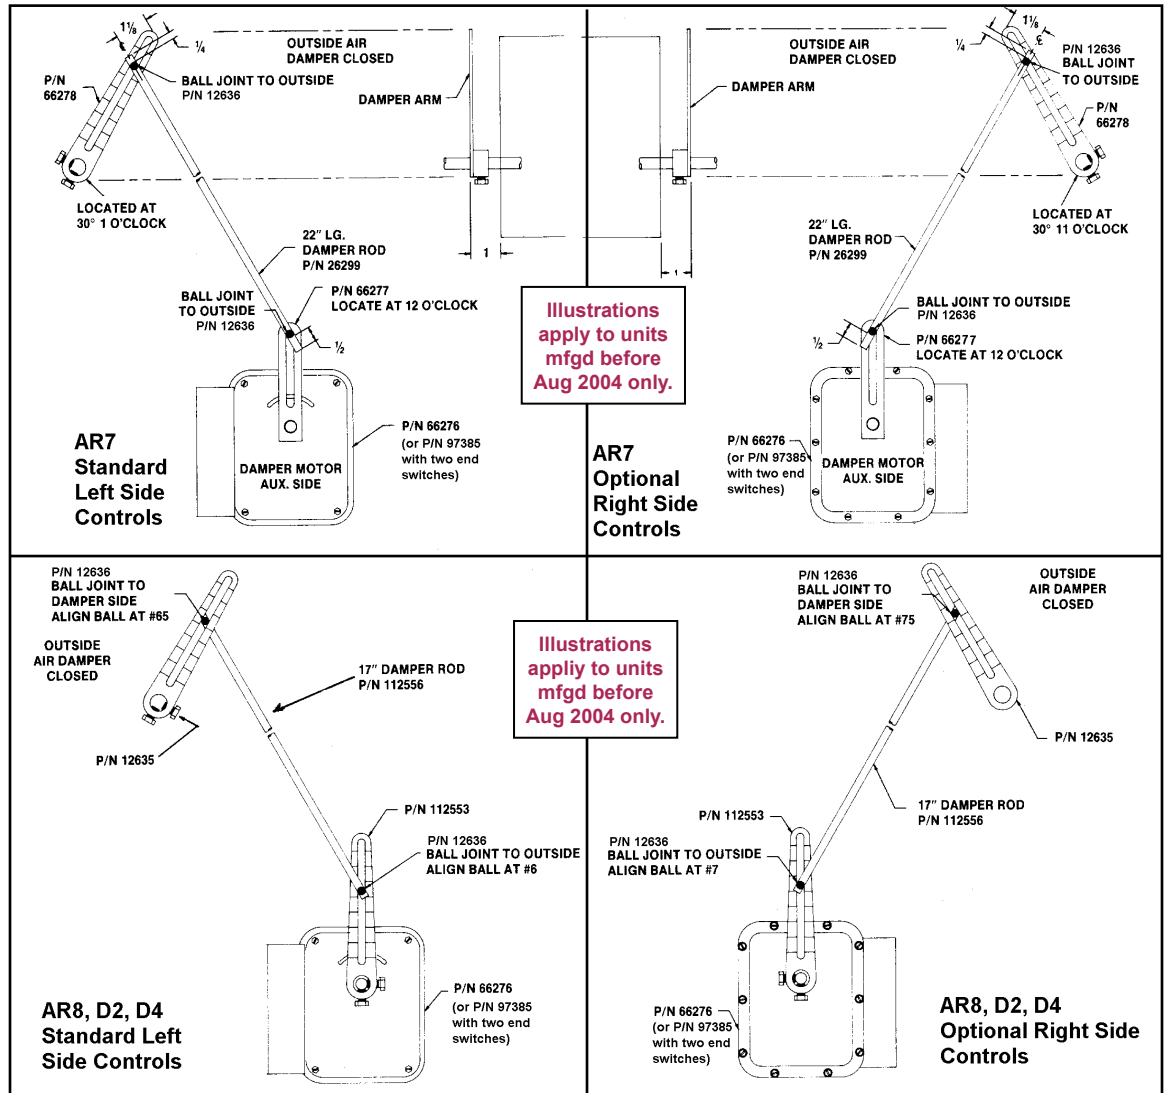 1⅛
¼
℄
OUTSIDE AIR
DAMPER CLOSED
P/N
66278
BALL JOINT TO OUTSIDE
P/N 12636
DAMPER ARM
LOCATED AT
30° 1 O'CLOCK
22" LG.
DAMPER ROD
P/N 26299
1
BALL JOINT
TO OUTSIDE
P/N 12636
P/N 66277
LOCATE AT 12 O'CLOCK
½
P/N 66276
(or P/N 97385
with two end
switches)
DAMPER MOTOR
AUX. SIDE
AR7
Standard
Left Side
Controls
1⅛
¼
℄
OUTSIDE AIR
DAMPER CLOSED
P/N 12636
BALL JOINT
TO OUTSIDE
DAMPER ARM
P/N
66278
LOCATED AT
30° 11 O'CLOCK
22" LG.
DAMPER ROD
P/N 26299
1
BALL JOINT TO OUTSIDE
P/N 12636
½
P/N 66277
LOCATE AT 12 O'CLOCK
P/N 66276
(or P/N 97385
with two end
switches)
DAMPER MOTOR
AUX. SIDE
AR7
Optional
Right Side
Controls
Illustrations
apply to units
mfgd before
Aug 2004 only.
P/N 12636
BALL JOINT TO
DAMPER SIDE
ALIGN BALL AT #65
OUTSIDE
AIR DAMPER
CLOSED
17" DAMPER ROD
P/N 112556
P/N 12635
P/N 112553
P/N 12636
BALL JOINT TO OUTSIDE
ALIGN BALL AT #6
P/N 66276
(or P/N 97385
with two end
switches)
AR8, D2, D4
Standard Left
Side Controls
Illustrations
appliy to units
mfgd before
Aug 2004 only.
P/N 12636
BALL JOINT TO
DAMPER SIDE
ALIGN BALL AT #75
OUTSIDE
AIR DAMPER
CLOSED
P/N 12635
17" DAMPER ROD
P/N 112556
P/N 112553
P/N 12636
BALL JOINT TO OUTSIDE
ALIGN BALL AT #7
P/N 66276
(or P/N 97385
with two end
switches)
AR8, D2, D4
Optional Right Side
Controls